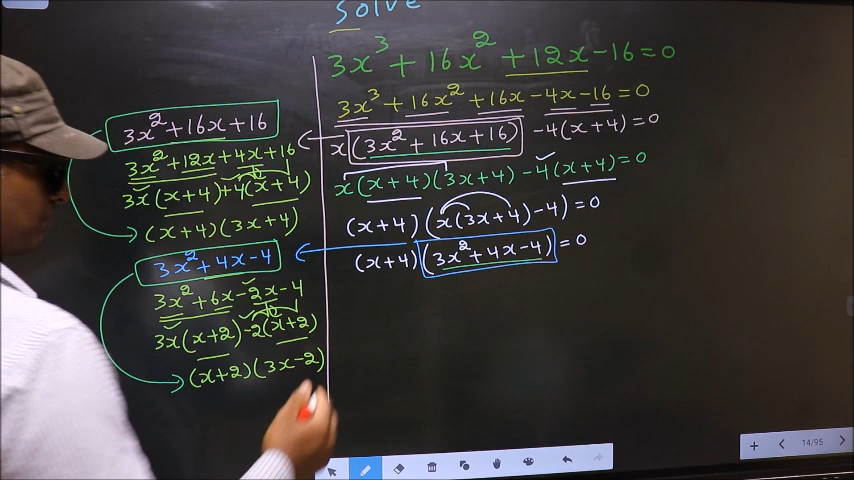 Solve
3x³ + 16x² + 12x - 16 = 0
3x³ + 16x² + 16x - 4x - 16 = 0
x(3x² + 16x + 16) - 4(x+4) = 0
x(x+4)(3x+4) - 4(x+4) = 0
(x+4)(x(3x+4) - 4) = 0
(x+4)(3x² + 4x - 4) = 0
3x² + 16x + 16
3x² + 12x + 4x + 16
3x(x+4) + 4(x+4)
(x+4)(3x+4)
3x² + 4x - 4
3x² + 6x - 2x - 4
3x(x+2) - 2(x+2)
(x+2)(3x-2)
14/95